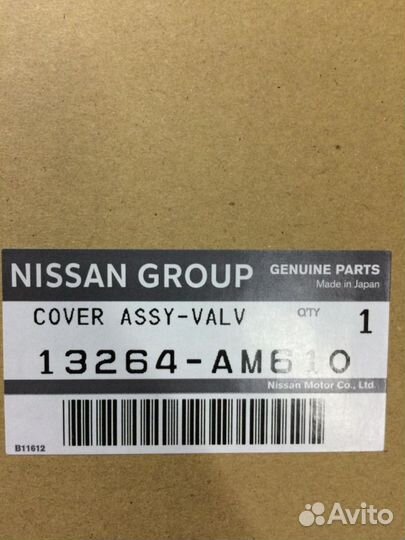 NISSAN GROUP
GENUINE PARTS
Made in Japan
COVER ASSY-VALV
QTY
1
13264-AM610
Nissan Motor Co., Ltd
B11612
Avito